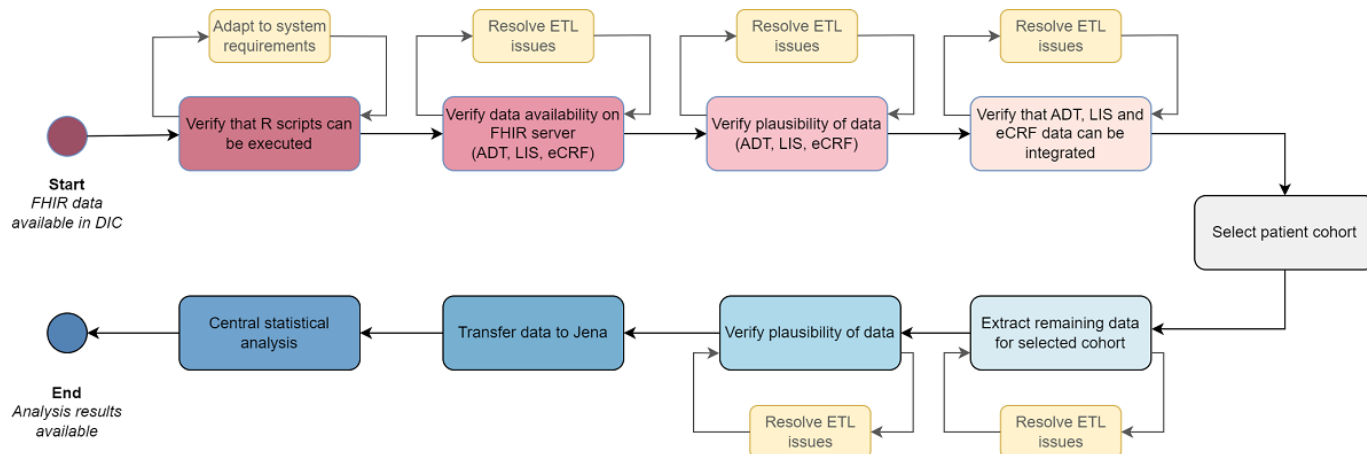 Adapt to system
requirements
Resolve ETL
issues
Resolve ETL
issues
Resolve ETL
issues
Verify that R scripts can
be executed
Verify data availability on
FHIR server
(ADT, LIS, eCRF)
Verify plausibility of data
(ADT, LIS, eCRF)
Verify that ADT, LIS and
eCRF data can be
integrated
Start
FHIR data
available in DIC
Select patient cohort
Central statistical
analysis
Transfer data to Jena
Verify plausibility of data
Extract remaining data
for selected cohort
End
Analysis results
available
Resolve ETL
issues
Resolve ETL
issues